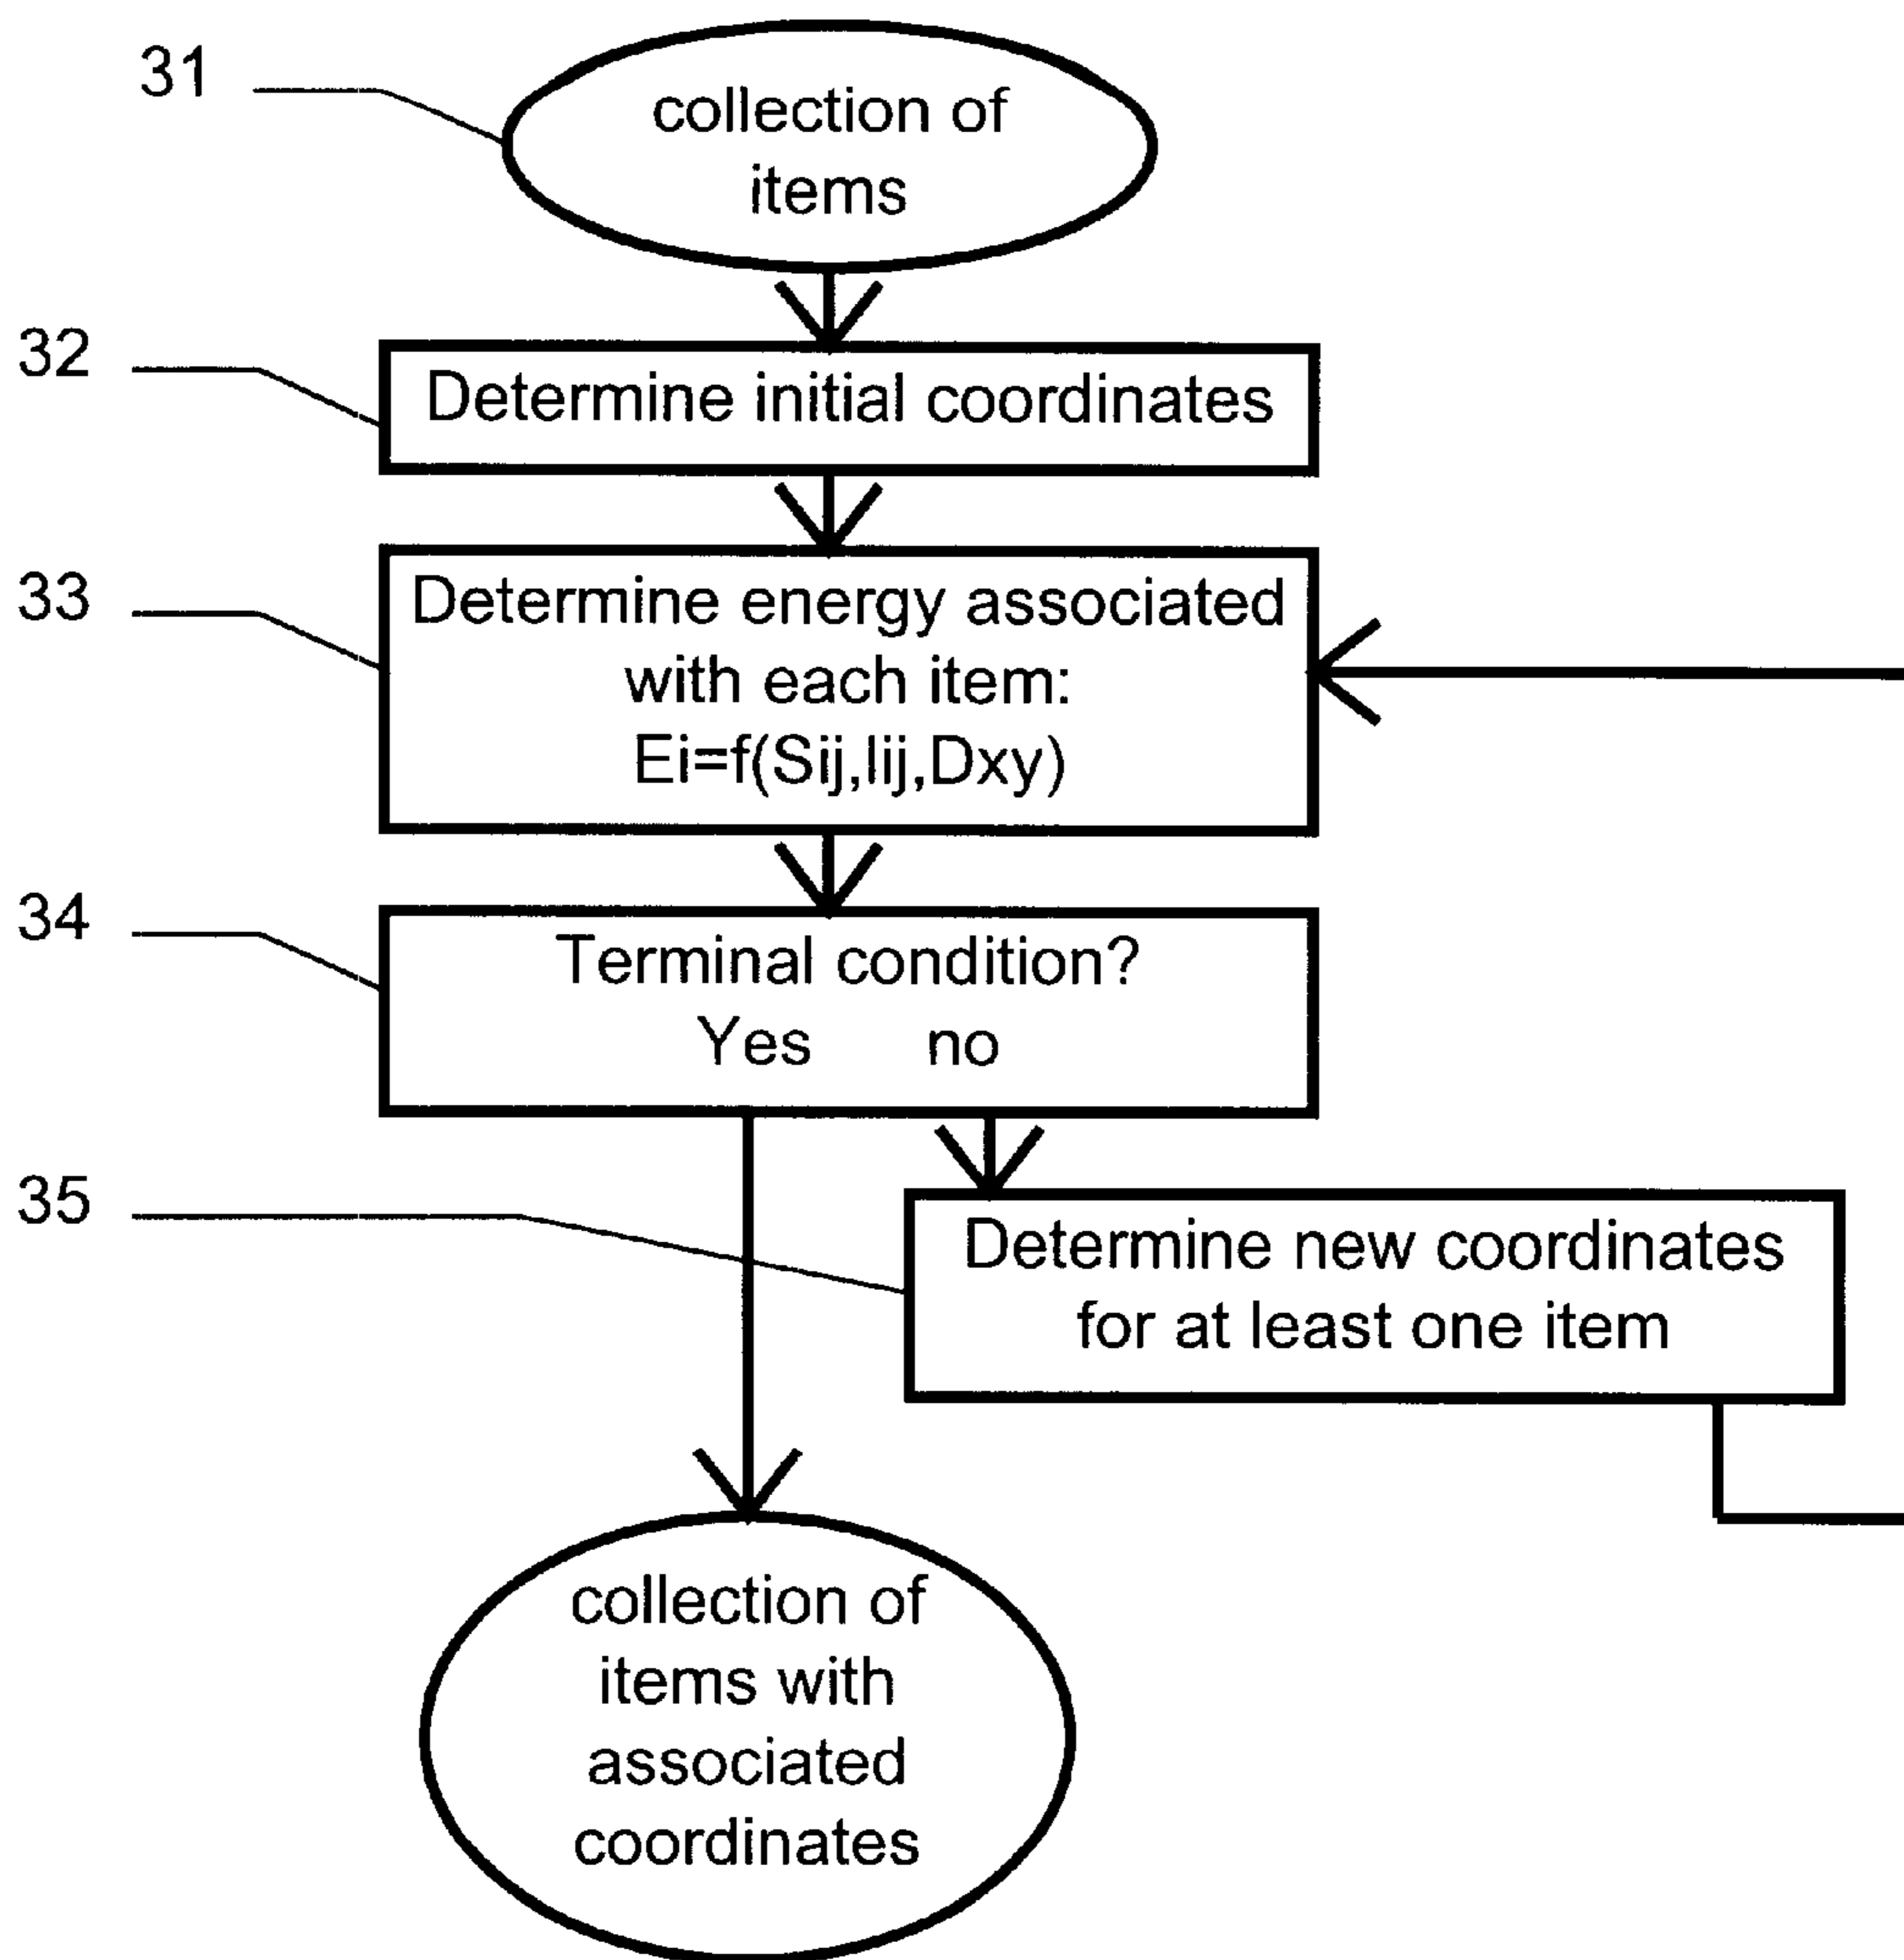 31
collection of
items
32
Determine initial coordinates
33
Determine energy associated
with each item:
Ei=f(Sij,Iij,Dxy)
34
Terminal condition?
Yes no
35
Determine new coordinates
for at least one item
collection of
items with
associated
coordinates